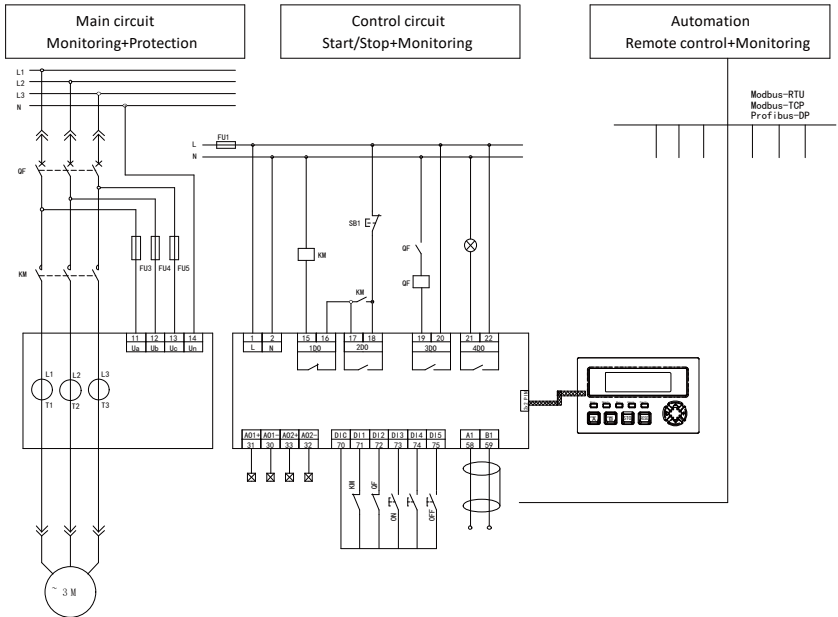 Main circuit
Monitoring+Protection
Control circuit
Start/Stop+Monitoring
Automation
Remote control+Monitoring
L1
L2
L3
N
Modbus-RTU
Modbus-TCP
Profibus-DP
FU1
L
N
QF
SB1
KM
QF
QF
FU3
FU4
FU5
KM
KM
11 12 13 14
Ua Ub Uc Un
1 2
L N
15 16
1DO
17 18
2DO
19 20
3DO
21 22
4DO
L1
L2
L3
T1
T2
T3
AO1+ AO1- AO2+ AO2-
31 30 33 32
DIC DI1 DI2 DI3 DI4 DI5
70 71 72 73 74 75
A1 B1
58 59
KM
QF
ON
OFF
~ 3 M